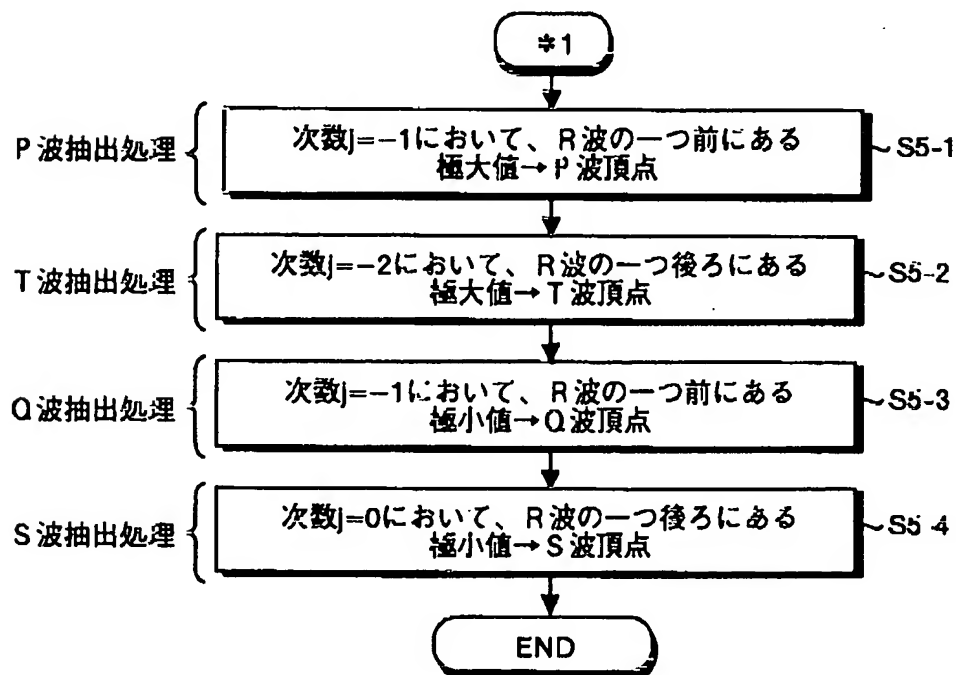 *1
P波抽出処理
次数j=-1において、R波の一つ前にある
極大値→P波頂点
S5-1
T波抽出処理
次数j=-2において、R波の一つ後ろにある
極大値→T波頂点
S5-2
Q波抽出処理
次数j=-1において、R波の一つ前にある
極小値→Q波頂点
S5-3
S波抽出処理
次数j=0において、R波の一つ後ろにある
極小値→S波頂点
S5-4
END